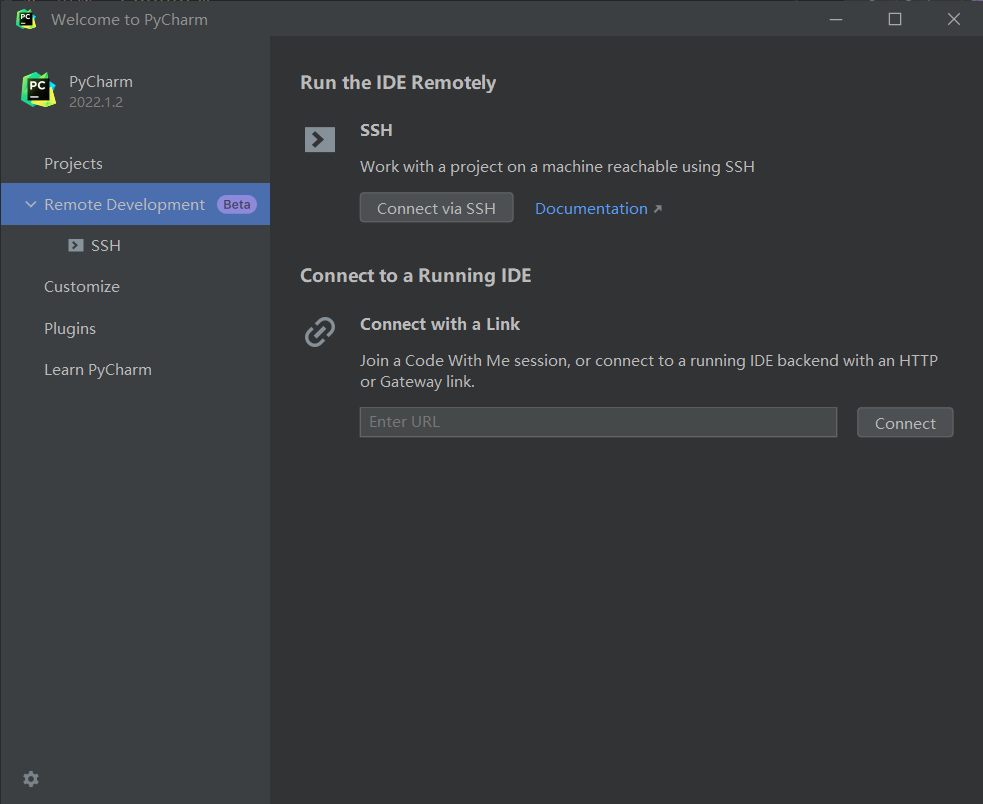 Welcome to PyCharm
PyCharm
2022.1.2
Projects
Remote Development Beta
SSH
Customize
Plugins
Learn PyCharm
Run the IDE Remotely
SSH
Work with a project on a machine reachable using SSH
Connect via SSH Documentation
Connect to a Running IDE
Connect with a Link
Join a Code With Me session, or connect to a running IDE backend with an HTTP
or Gateway link.
Enter URL Connect